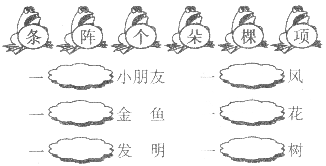 条 阵 个 朵 棵 项
一 小朋友 一 风
一 金 鱼 一 花
一 发 明 一 树